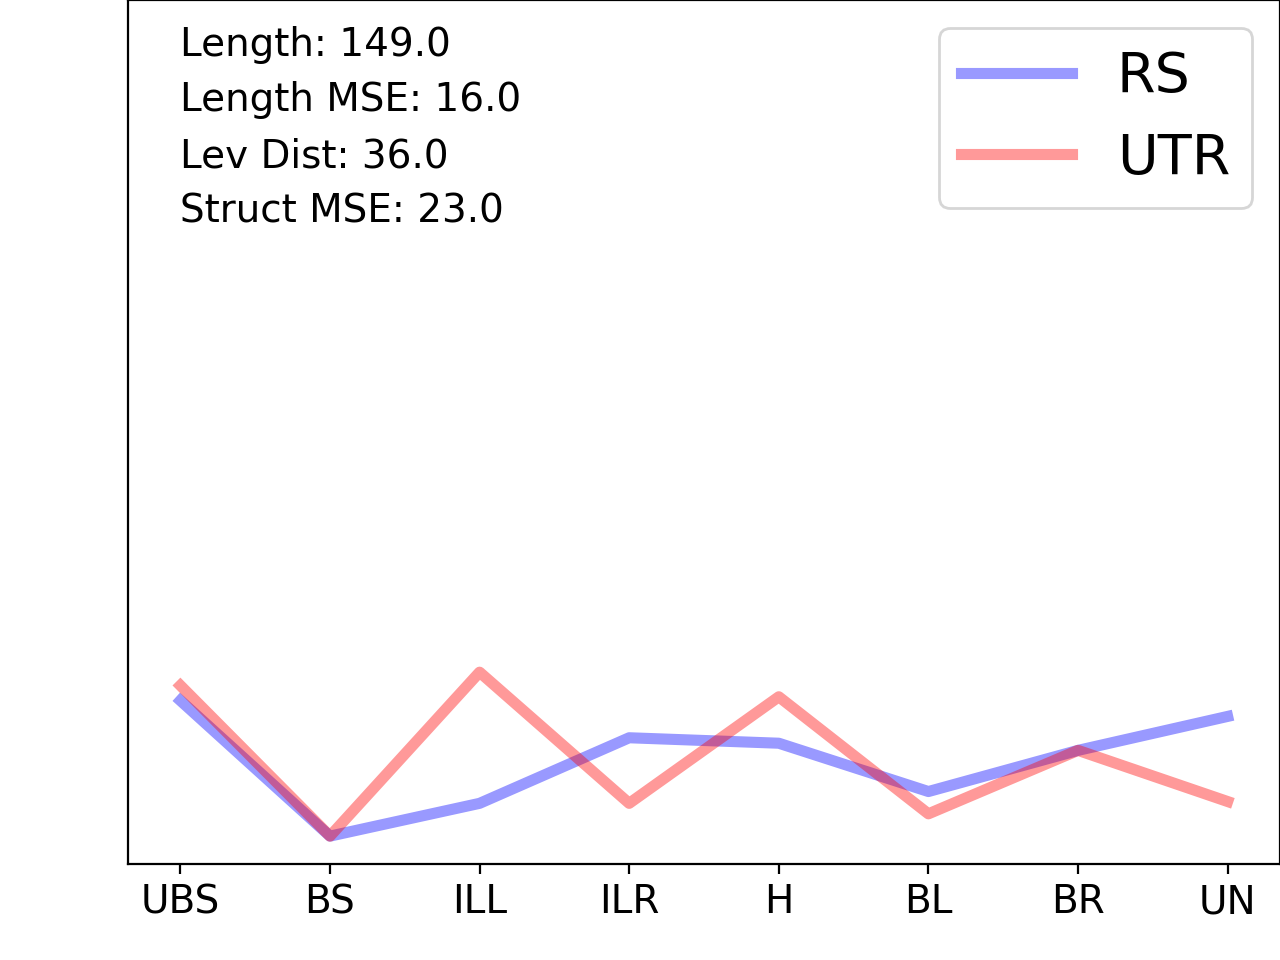 Length: 149.0
Length MSE: 16.0
Lev Dist: 36.0
Struct MSE: 23.0
RS
UTR
UBS BS ILL ILR H BL BR UN